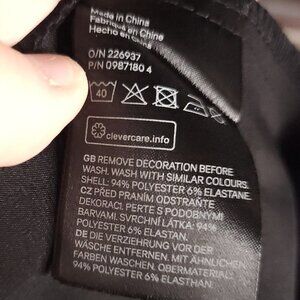 Made in China
Fabriqué en Chine
Hecho en China
O/N 226937
P/N 0987180 4
40
clevercare.info
GB REMOVE DECORATION BEFORE
WASH. WASH WITH SIMILAR COLOURS.
SHELL: 94% POLYESTER 6% ELASTANE.
CZ PŘED PRANÍM ODSTRAŇTE
DEKORACI. PERTE S PODOBNÝMI
BARVAMI. SVRCHNÍ LÁTKA: 94%
POLYESTER 6% ELASTAN.
DE DIE VERZIERUNG VOR DER
WÄSCHE ENTFERNEN. MIT ÄHNLICHEN
FARBEN WASCHEN. OBERMATERIAL:
94% POLYESTER 6% ELASTHAN.